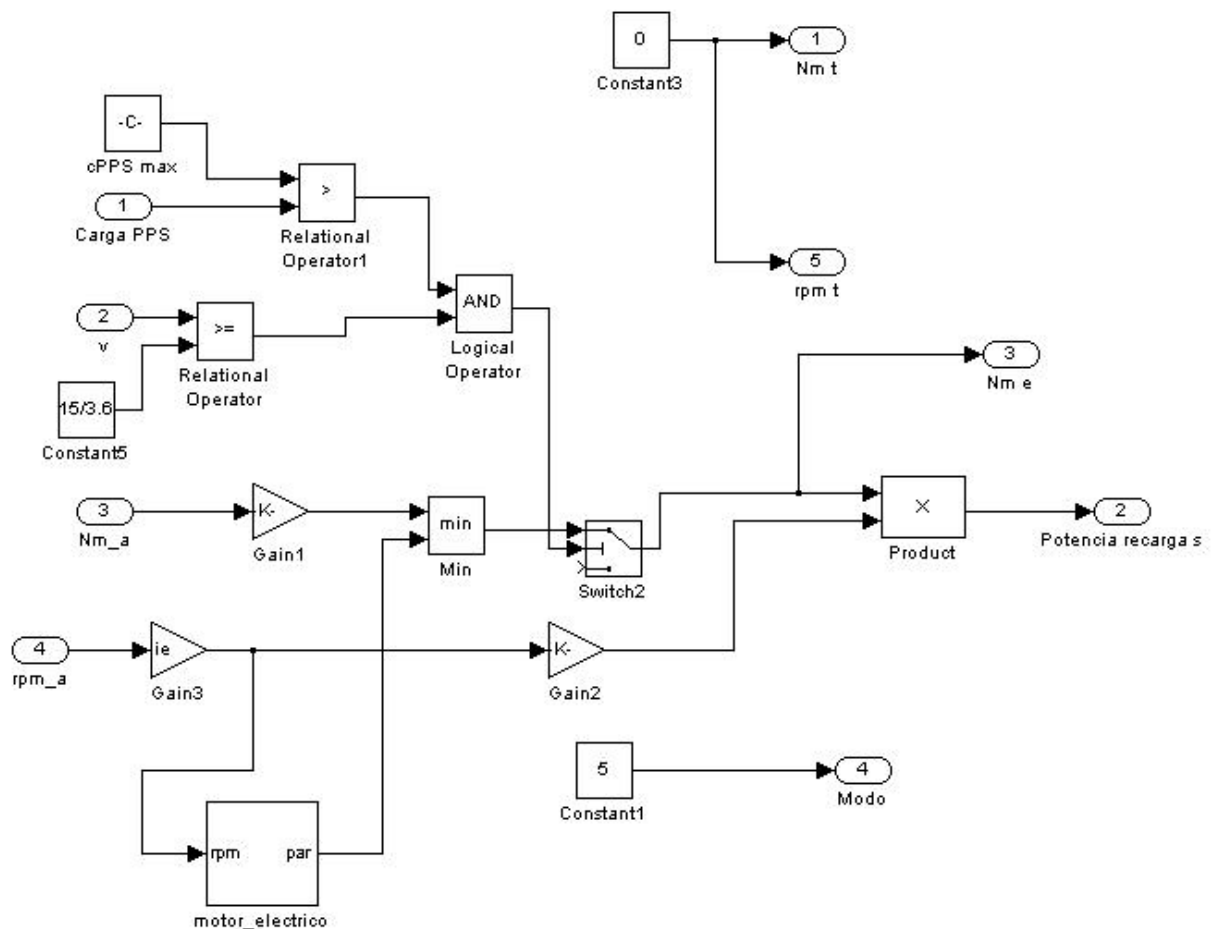 0
Constant3
1
Nm t
-C-
cPPS max
1
Carga PPS
>
Relational
Operator1
5
rpm t
2
v
>=
Relational
Operator
AND
Logical
Operator
15/3.6
Constant5
3
Nm e
3
Nm_a
K-
Gain1
min
Min
Switch2
X
Product
2
Potencia recarga s
4
rpm_a
ie
Gain3
K-
Gain2
5
Constant1
4
Modo
rpm par
motor_electrico